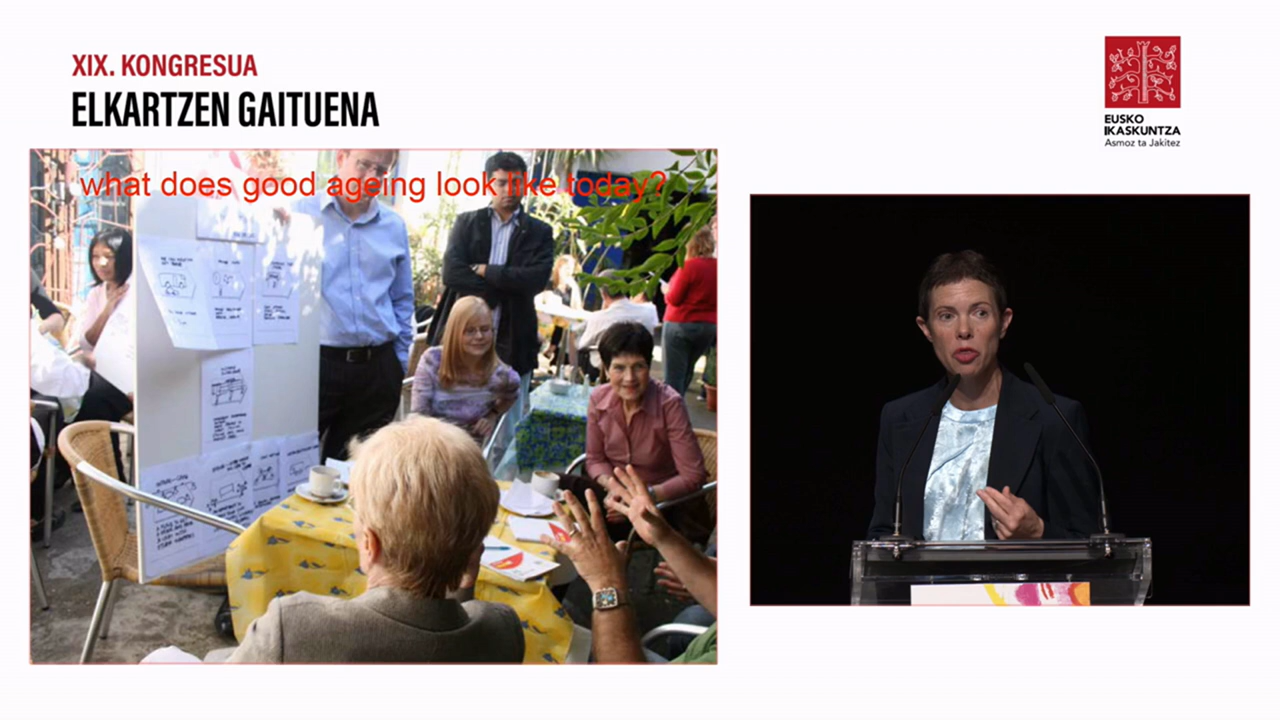 XIX. KONGRESUA
ELKARTZEN GAITUENA
EUSKO
IKASKUNTZA
Asmoz ta Jakitez
what does good ageing look like today?